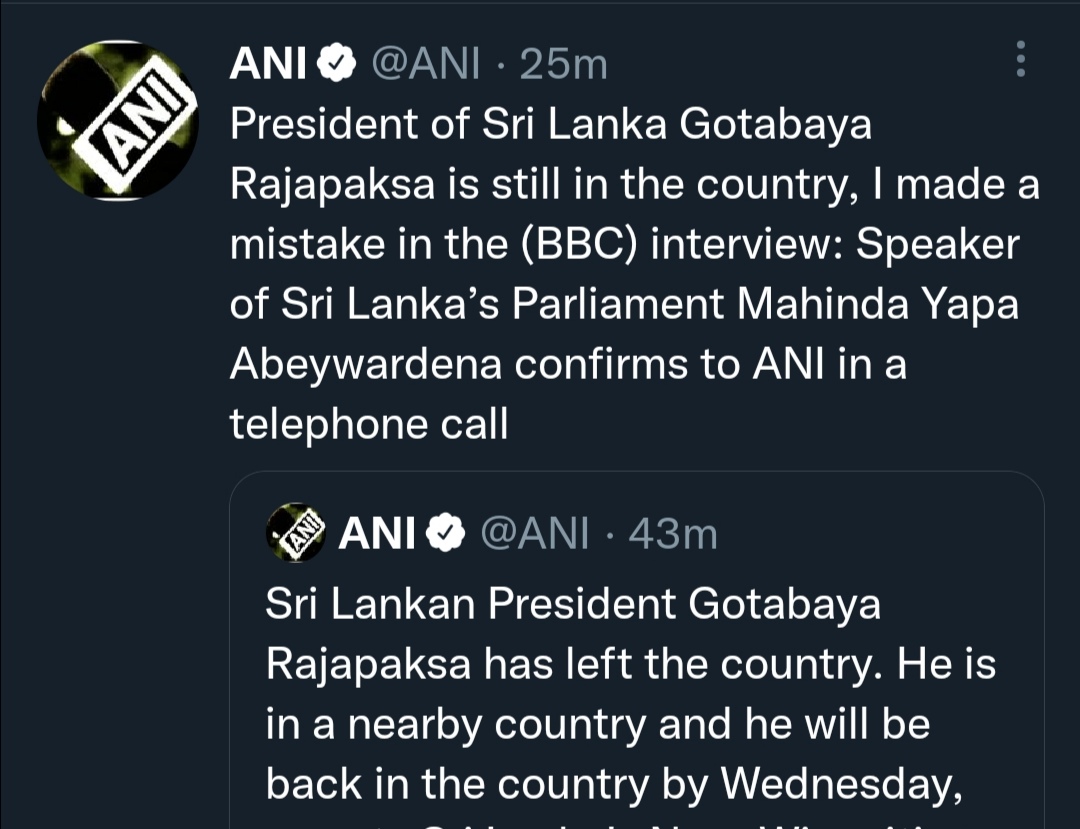 ANI @ANI · 25m
President of Sri Lanka Gotabaya
Rajapaksa is still in the country, I made a
mistake in the (BBC) interview: Speaker
of Sri Lanka’s Parliament Mahinda Yapa
Abeywardena confirms to ANI in a
telephone call
ANI
ANI @ANI · 43m
Sri Lankan President Gotabaya
Rajapaksa has left the country. He is
in a nearby country and he will be
back in the country by Wednesday,
ANI